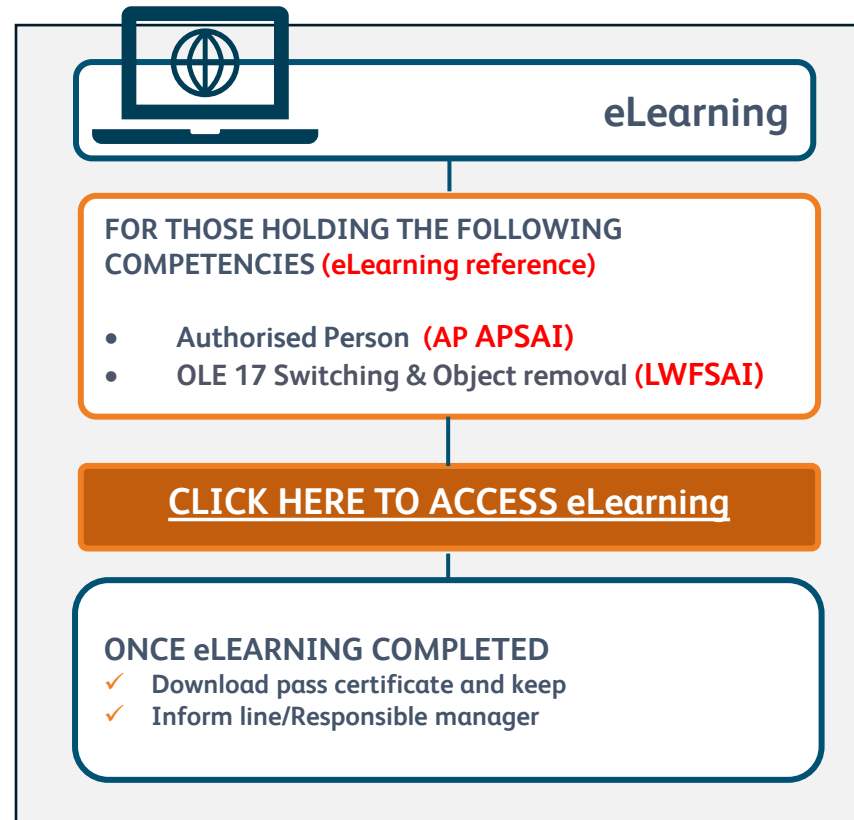 eLearning
FOR THOSE HOLDING THE FOLLOWING
COMPETENCIES (eLearning reference)
• Authorised Person (AP APSAI)
• OLE 17 Switching & Object removal (LWFSAI)
CLICK HERE TO ACCESS eLearning
ONCE eLEARNING COMPLETED
✓ Download pass certificate and keep
✓ Inform line/Responsible manager